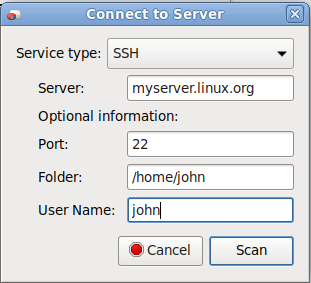 Connect to Server
Service type: SSH
Server: myserver.linux.org
Optional information:
Port: 22
Folder: /home/john
User Name: john
Cancel Scan